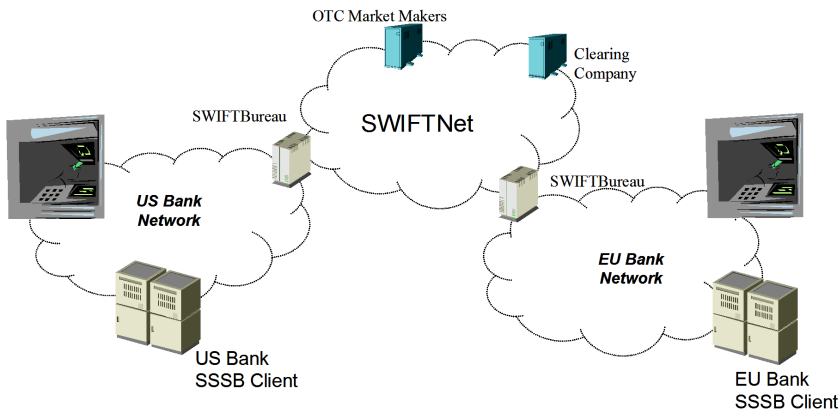 OTC Market Makers
Clearing
Company
SWIFTBureau
SWIFTNet
SWIFTBureau
US Bank
Network
EU Bank
Network
US Bank
SSSB Client
EU Bank
SSSB Client